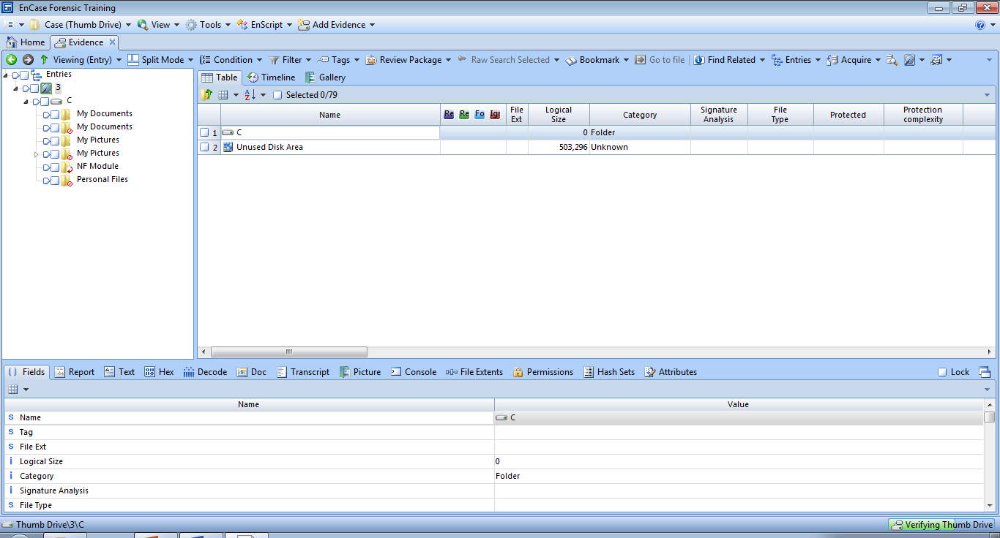 EnCase Forensic Training
Case (Thumb Drive) View Tools EnScript Add Evidence
Home Evidence
Viewing (Entry) Split Mode Condition Filter Tags Review Package Raw Search Selected Bookmark Go to file Find Related Entries Acquire
Entries
3
C
My Documents
My Documents
My Pictures
My Pictures
NF Module
Personal Files
Table Timeline Gallery
Selected 0/79
Name Re Re Fo Igr File Ext Logical Size Category Signature Analysis File Type Protected Protection complexity
1 C 0 Folder
2 Unused Disk Area 503,296 Unknown
Fields Report Text Hex Decode Doc Transcript Picture Console File Extents Permissions Hash Sets Attributes Lock
Name Value
S Name C
S Tag
S File Ext
i Logical Size 0
i Category Folder
i Signature Analysis
S File Type
Thumb Drive\3\C Verifying Thumb Drive